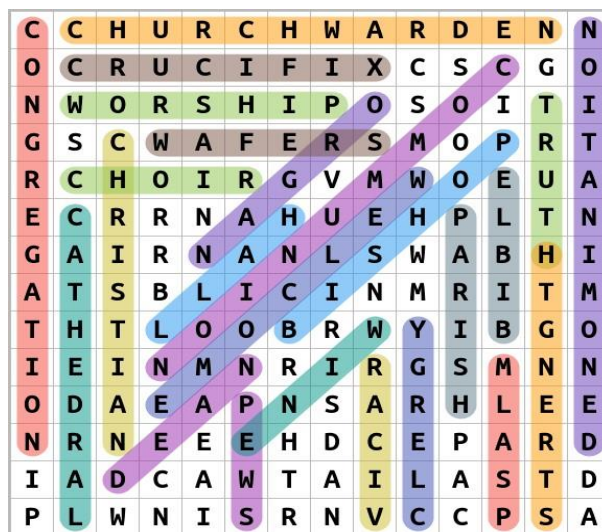 C C H U R C H W A R D E N N
O C R U C I F I X C S C G O
N W O R S H I P O S O I T I
G S C W A F E R S M O P R T
R C H O I R G V M W O E U A
E C R R N A H U E H P L T N
G A I R N A N L S W A B H I
A T S B L I C I N M R I T M
T H T L O O B R W Y I B G O
I E I N M N R I R G S M N N
O D A E A P N S A R H L E E
N R N E E E H D C E P A R D
I A D C A W T A I L A S T D
P L W N I S R N V C C P S A